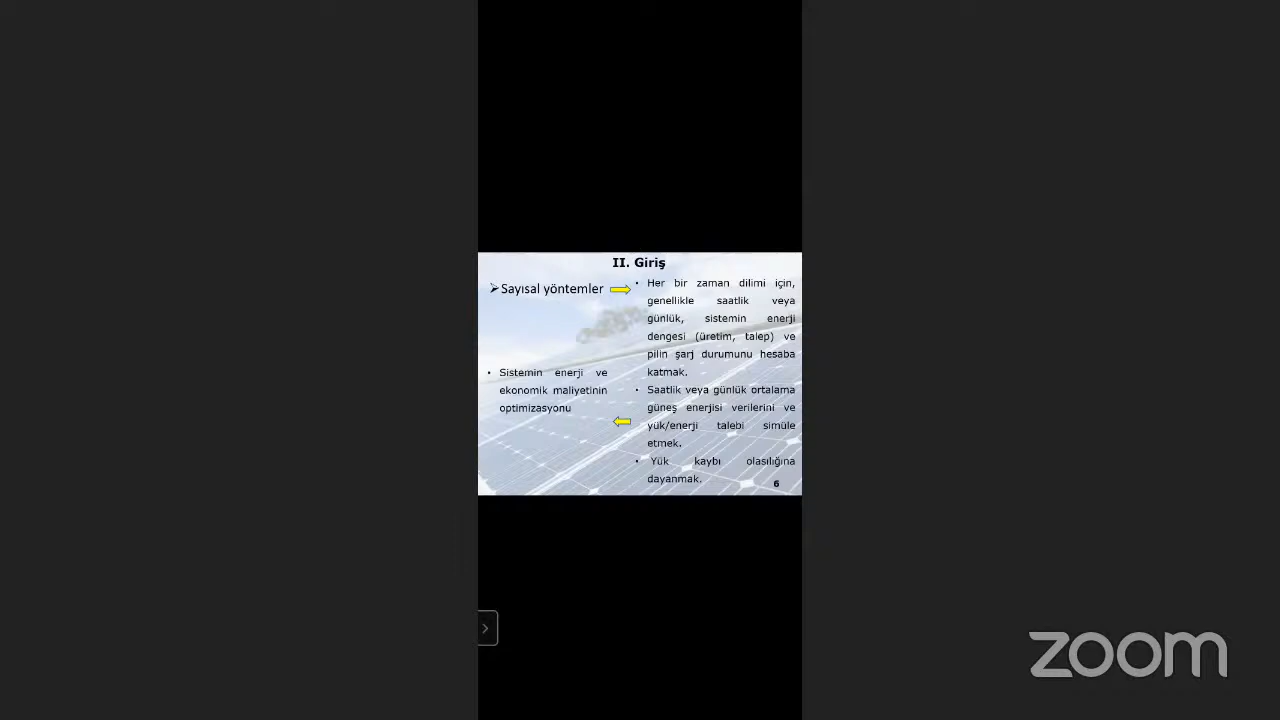 II. Giriş
➢Sayısal yöntemler
• Sistemin enerji ve
ekonomik maliyetinin
optimizasyonu
• Her bir zaman dilimi için,
genellikle saatlik veya
günlük, sistemin enerji
dengesi (üretim, talep) ve
pilin şarj durumunu hesaba
katmak.
• Saatlik veya günlük ortalama
güneş enerjisi verilerini ve
yük/enerji talebi simüle
etmek.
• Yük kaybı olasılığına
dayanmak.
6
zoom